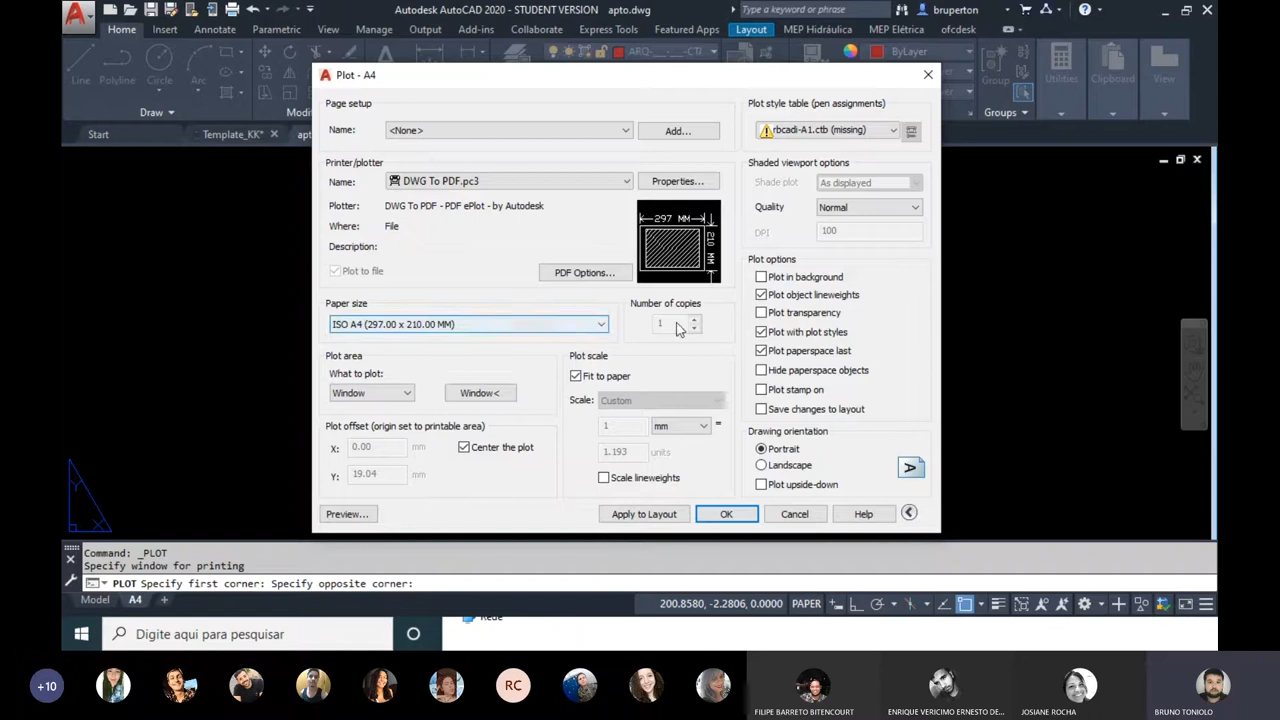 Autodesk AutoCAD 2020 - STUDENT VERSION apto.dwg
Type a keyword or phrase
bruperton
Home Insert Annotate Parametric View Manage Output Add-ins Collaborate Express Tools Featured Apps Layout MEP Hidráulica MEP Elétrica ofcdesk
Line Polyline Circle Arc
ARQ-
ByLayer
Group Utilities Clipboard View
Draw Groups
Start Template_KK*
Plot - A4
Page setup
Name: <None> Add...
Printer/plotter
Name: DWG To PDF.pc3 Properties...
Plotter: DWG To PDF - PDF ePlot - by Autodesk
Where: File
Description:
Plot to file
PDF Options...
297 MM
210 MM
Paper size
ISO A4 (297.00 x 210.00 MM)
Number of copies
1
Plot area
What to plot:
Window Window<
Plot offset (origin set to printable area)
X: 0.00 mm
Center the plot
Y: 19.04 mm
Plot scale
Fit to paper
Scale: Custom
1 mm =
1.193 units
Scale lineweights
Plot style table (pen assignments)
rbcadi-A1.ctb (missing)
Shaded viewport options
Shade plot As displayed
Quality Normal
DPI 100
Plot options
Plot in background
Plot object lineweights
Plot transparency
Plot with plot styles
Plot paperspace last
Hide paperspace objects
Plot stamp on
Save changes to layout
Drawing orientation
Portrait
Landscape
Plot upside-down
A
Preview... Apply to Layout OK Cancel Help
Y
X
Command: _PLOT
Specify window for printing
PLOT Specify first corner: Specify opposite corner:
Model A4 +
200.8580, -2.2806, 0.0000 PAPER
Digite aqui para pesquisar
Rede
+10
RC
FILIPE BARRETO BITENCOURT
ENRIQUE VERICIMO ERNESTO DE...
JOSIANE ROCHA
BRUNO TONIOLO